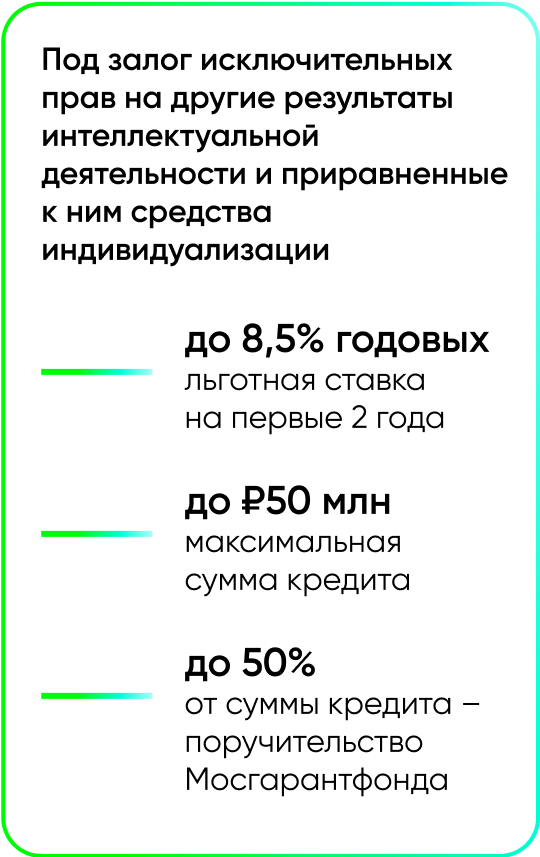 Под залог исключительных
прав на другие результаты
интеллектуальной
деятельности и приравненные
к ним средства
индивидуализации
до 8,5% годовых
льготная ставка
на первые 2 года
до ₽50 млн
максимальная
сумма кредита
до 50%
от суммы кредита –
поручительство
Мосгарантфонда